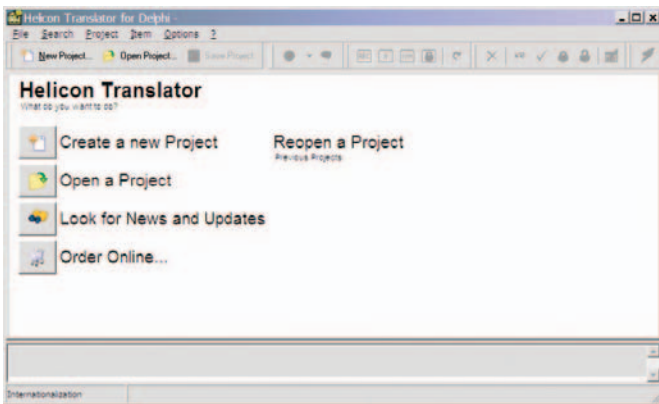 Helicon Translator for Delphi -
File Search Project Item Options ?
New Project... Open Project... Save Project
Helicon Translator
What do you want to do?
Create a new Project
Reopen a Project
Previous Projects
Open a Project
Look for News and Updates
Order Online...
Internationalization